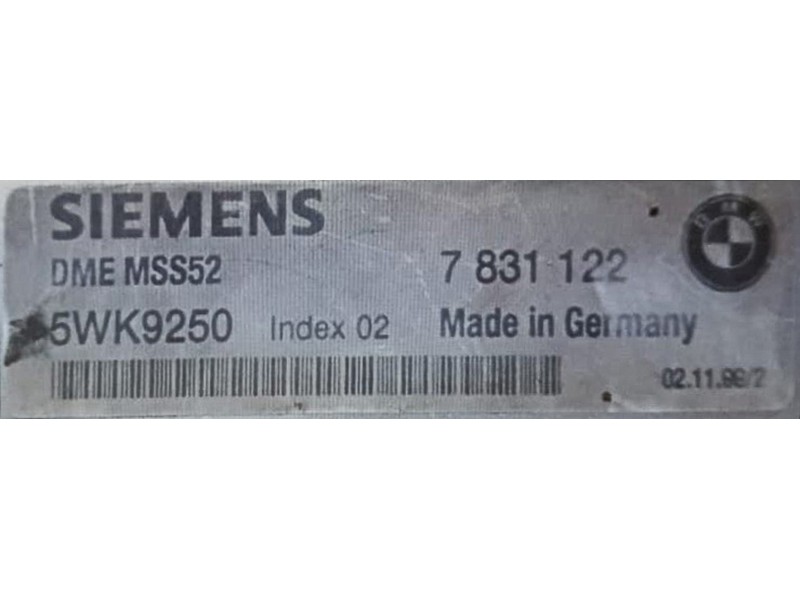 SIEMENS
DME MSS52 7 831 122
5WK9250 Index 02 Made in Germany